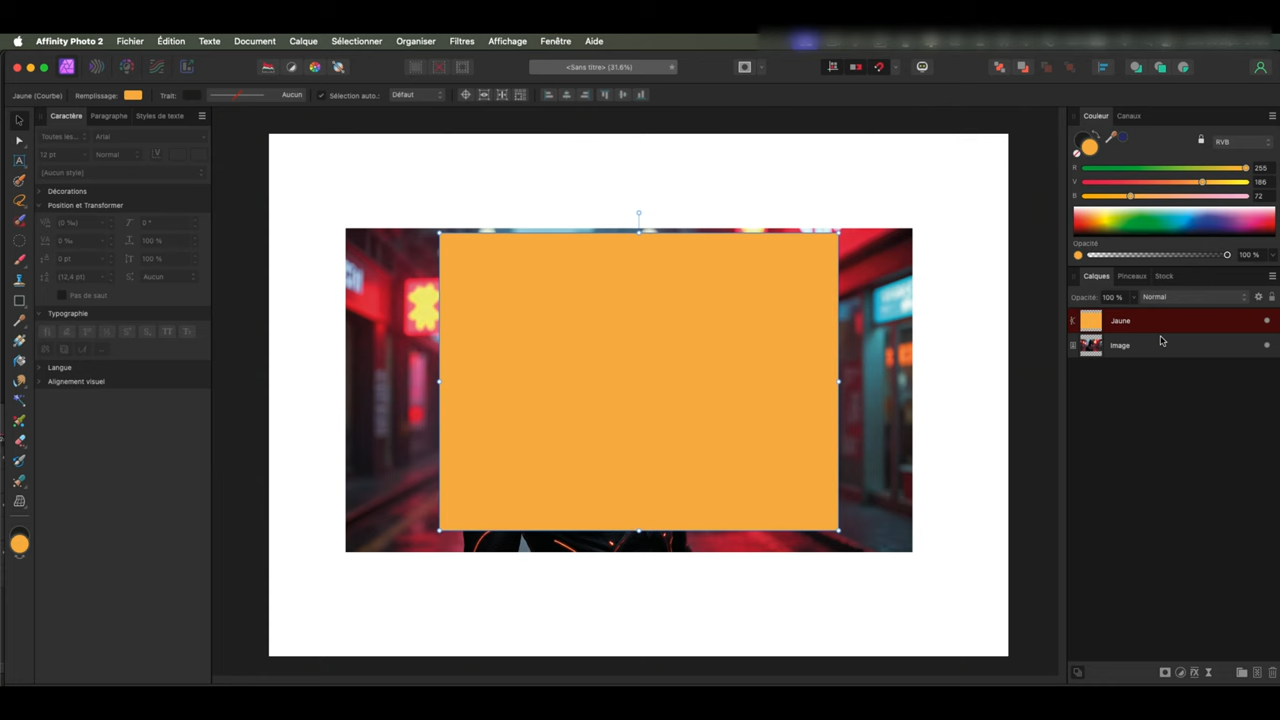 Affinity Photo 2 Fichier Édition Texte Document Calque Sélectionner Organiser Filtres Affichage Fenêtre Aide
<Sans titre> (31.6%)
Jaune (Courbe) Remplissage: Trait: Aucun Sélection auto.: Défaut
Caractère Paragraphe Styles de texte
Toutes les... Arial
12 pt Normal
[Aucun style]
Décorations
Position et Transformer
(0 ‰) 0 °
0 ‰ 100 %
0 pt 100 %
(12,4 pt) Aucun
Pas de saut
Typographie
Langue
Alignement visuel
Couleur Canaux
RVB
R 255
V 186
B 72
Opacité
100 %
Calques Pinceaux Stock
Opacité: 100 % Normal
Jaune
Image